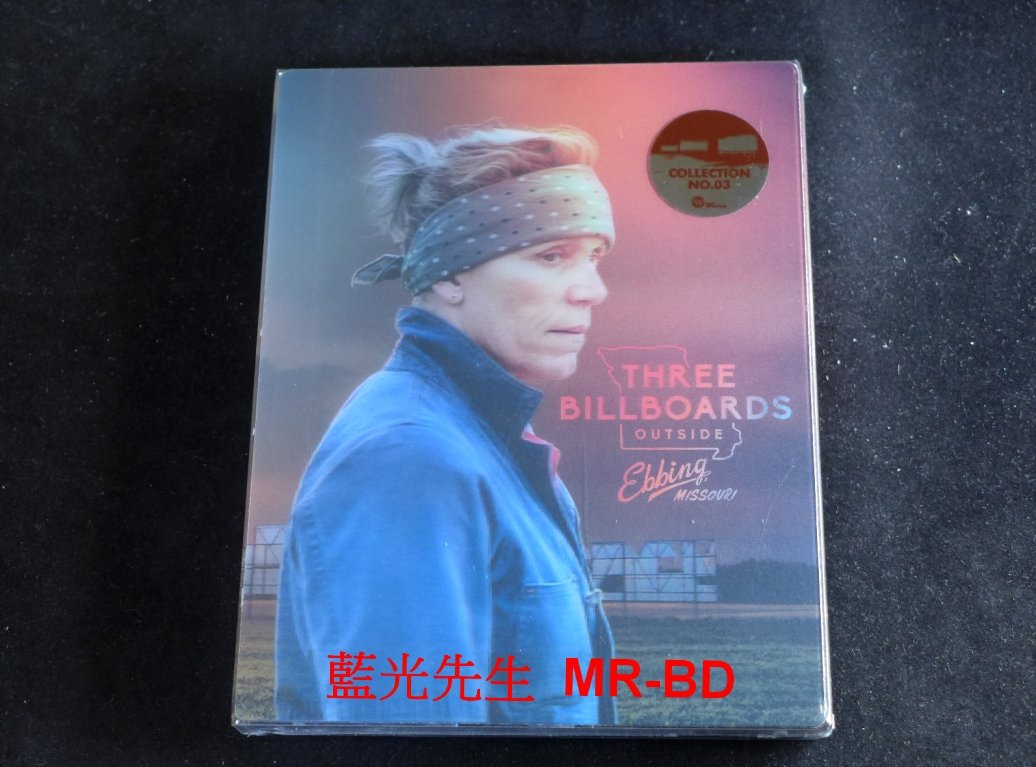 COLLECTION
NO.03
THREE
BILLBOARDS
OUTSIDE
Ebbing,
MISSOURI
藍光先生 MR-BD